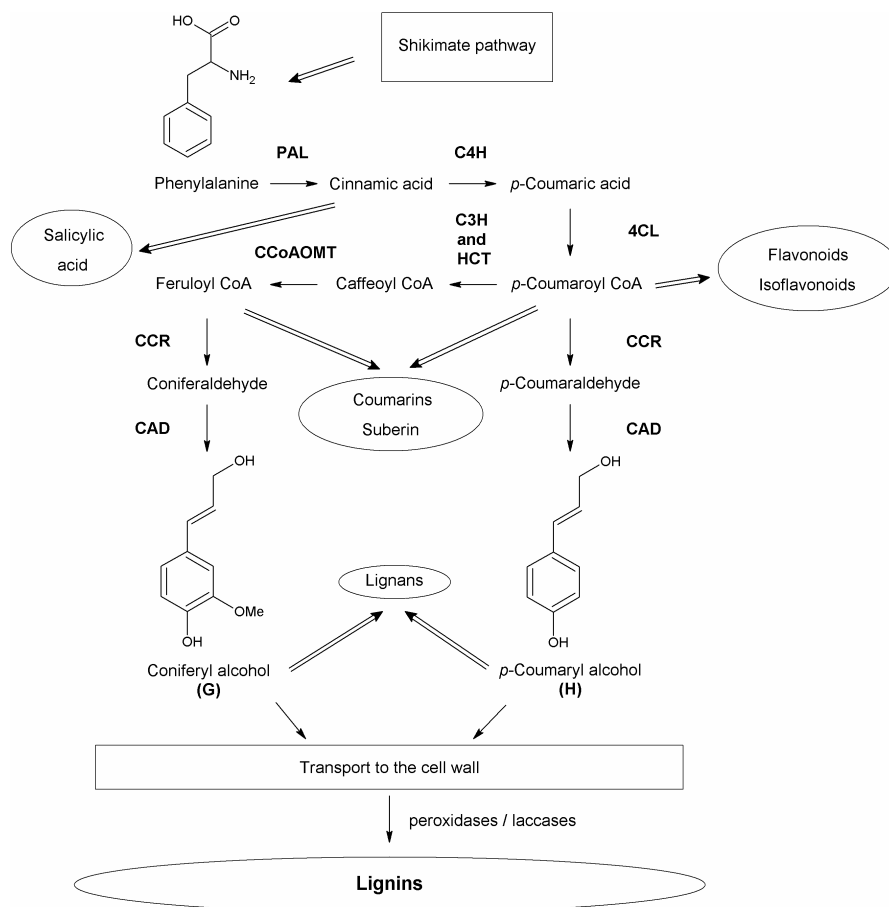 HO
O
NH2
Shikimate pathway
PAL
C4H
Phenylalanine
Cinnamic acid
p-Coumaric acid
Salicylic
acid
CCoAOMT
C3H
and
HCT
4CL
Flavonoids
Isoflavonoids
Feruloyl CoA
Caffeoyl CoA
p-Coumaroyl CoA
CCR
CCR
Coniferaldehyde
p-Coumaraldehyde
Coumarins
Suberin
CAD
CAD
OH
OH
Lignans
OMe
OH
OH
Coniferyl alcohol
(G)
p-Coumaryl alcohol
(H)
Transport to the cell wall
peroxidases / laccases
Lignins